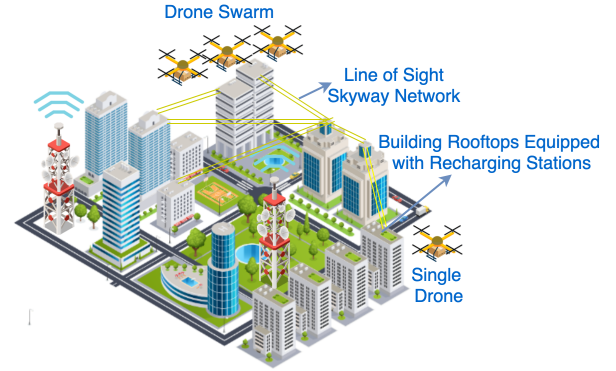 Drone Swarm
Line of Sight
Skyway Network
Building Rooftops Equipped
with Recharging Stations
Single
Drone